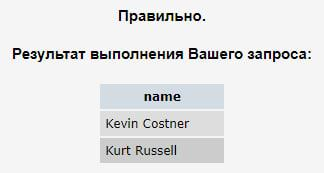 Правильно.
Результат выполнения Вашего запроса:
name
Kevin Costner
Kurt Russell